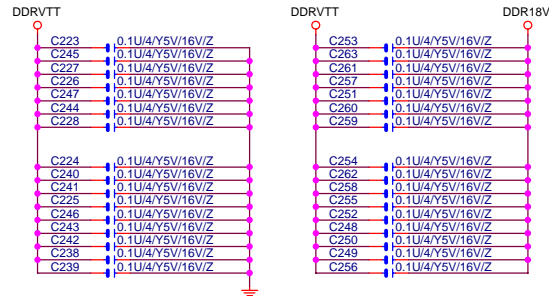 DDRVTT DDRVTT DDR18V
C223 0.1U/4/Y5V/16V/Z C253 0.1U/4/Y5V/16V/Z
C245 0.1U/4/Y5V/16V/Z C263 0.1U/4/Y5V/16V/Z
C227 0.1U/4/Y5V/16V/Z C261 0.1U/4/Y5V/16V/Z
C226 0.1U/4/Y5V/16V/Z C257 0.1U/4/Y5V/16V/Z
C247 0.1U/4/Y5V/16V/Z C251 0.1U/4/Y5V/16V/Z
C244 0.1U/4/Y5V/16V/Z C260 0.1U/4/Y5V/16V/Z
C228 0.1U/4/Y5V/16V/Z C259 0.1U/4/Y5V/16V/Z
C224 0.1U/4/Y5V/16V/Z C254 0.1U/4/Y5V/16V/Z
C240 0.1U/4/Y5V/16V/Z C262 0.1U/4/Y5V/16V/Z
C241 0.1U/4/Y5V/16V/Z C258 0.1U/4/Y5V/16V/Z
C225 0.1U/4/Y5V/16V/Z C255 0.1U/4/Y5V/16V/Z
C246 0.1U/4/Y5V/16V/Z C252 0.1U/4/Y5V/16V/Z
C243 0.1U/4/Y5V/16V/Z C248 0.1U/4/Y5V/16V/Z
C242 0.1U/4/Y5V/16V/Z C250 0.1U/4/Y5V/16V/Z
C238 0.1U/4/Y5V/16V/Z C249 0.1U/4/Y5V/16V/Z
C239 0.1U/4/Y5V/16V/Z C256 0.1U/4/Y5V/16V/Z